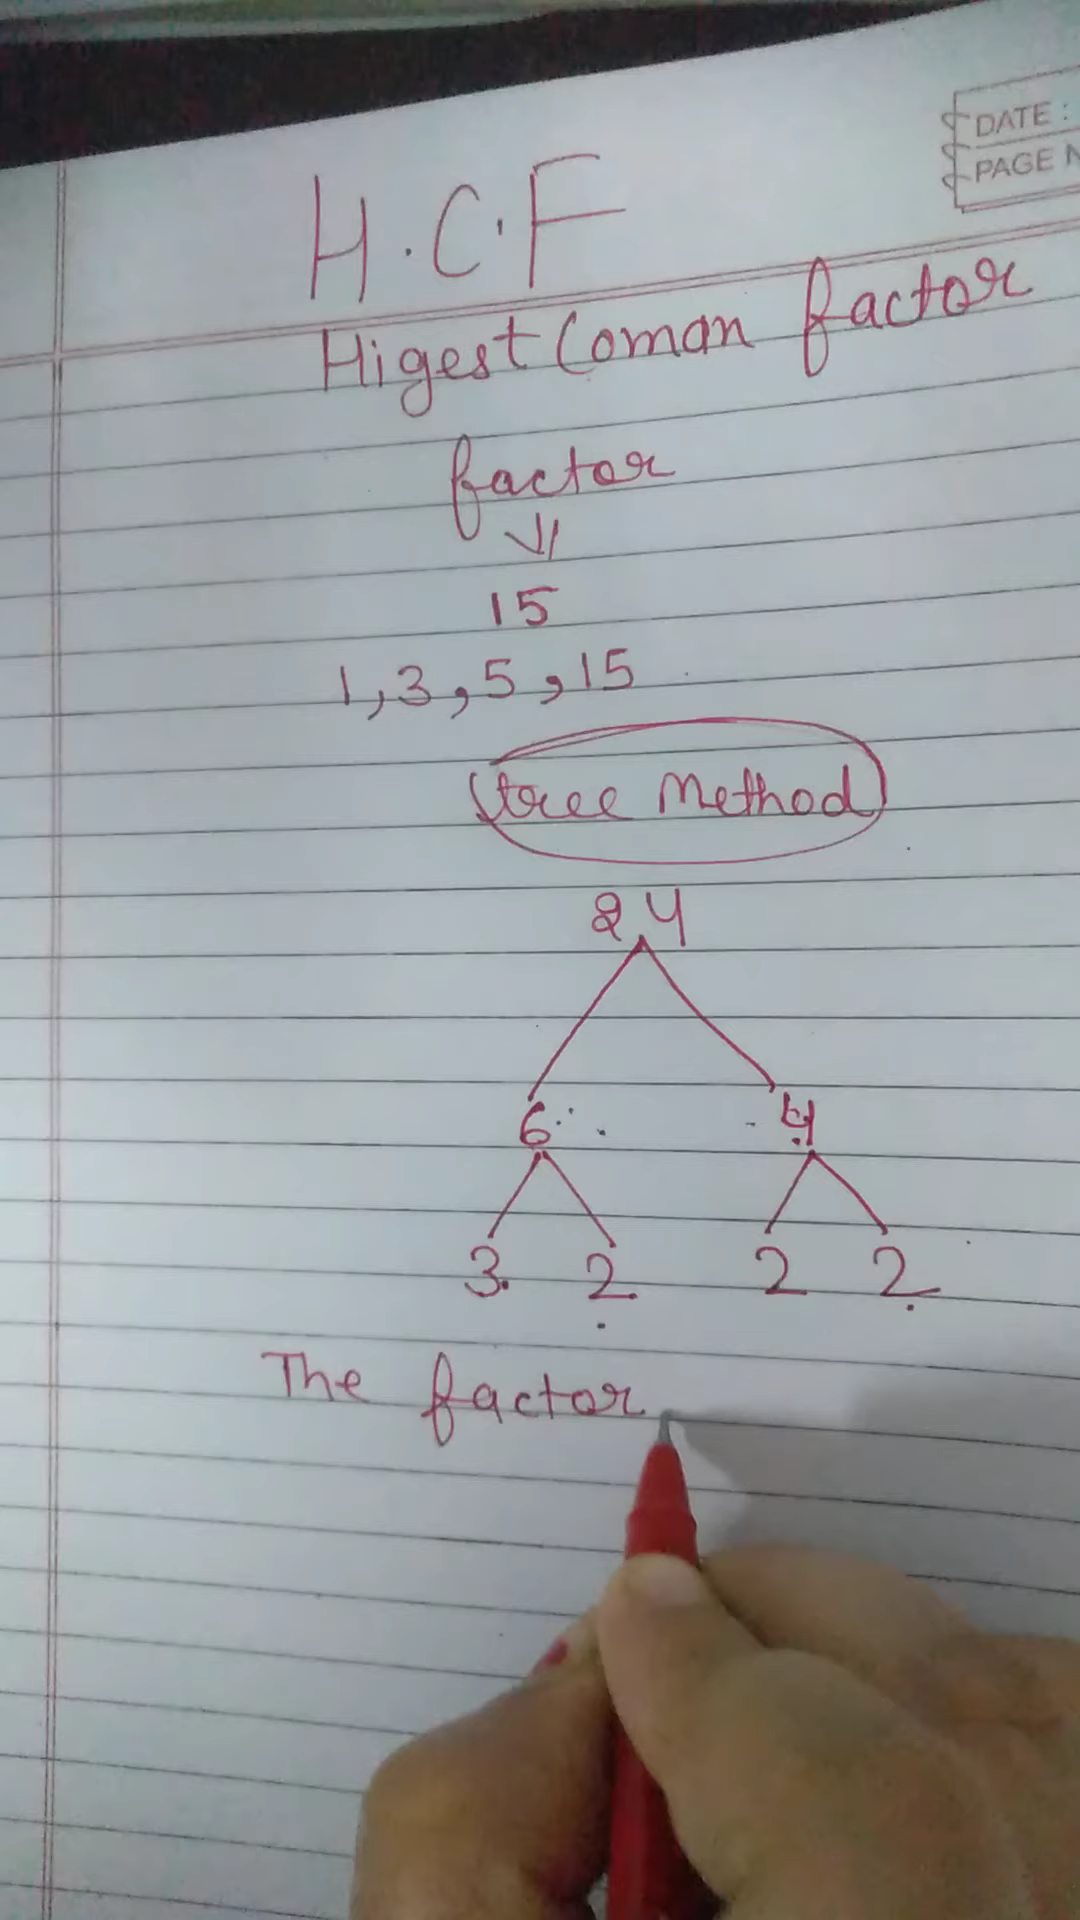 DATE :
PAGE N
H.C.F
Higest Coman factor
factor
15
1, 3, 5, 15
tree Method
24
6 4
3 2 2 2
The factor